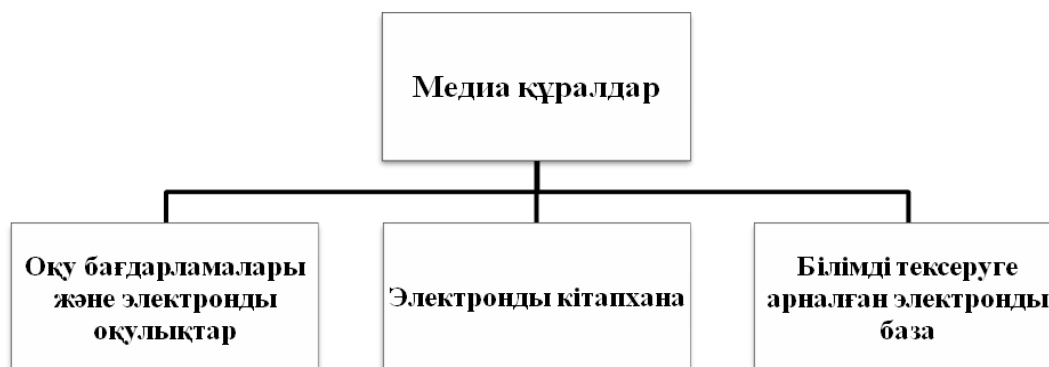 Медиа құралдар
Оқу бағдарламалары
және электронды
оқулықтар
Электронды кітапхана
Білімді тексеруге
арналған электронды
база